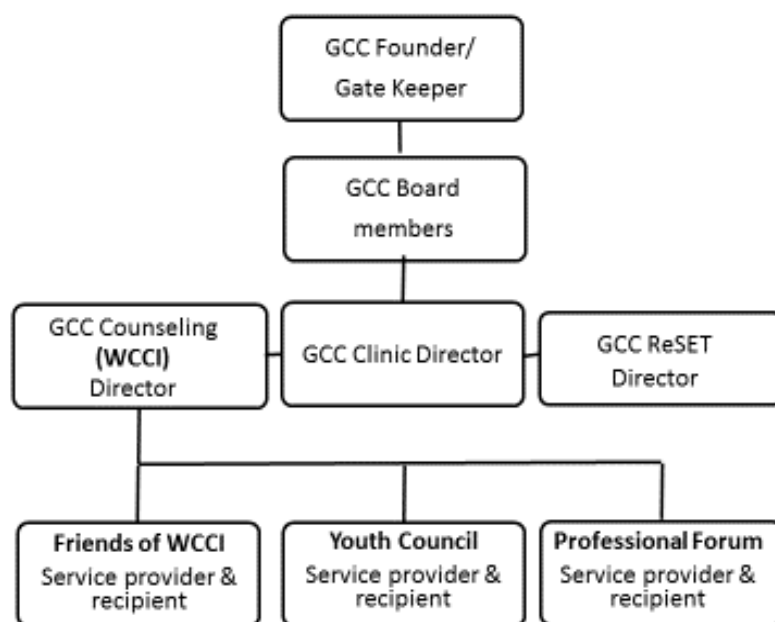 GCC Founder/
Gate Keeper
GCC Board
members
GCC Counseling
(WCCI)
Director
GCC Clinic Director
GCC ReSET
Director
Friends of WCCI
Service provider &
recipient
Youth Council
Service provider &
recipient
Professional Forum
Service provider &
recipient